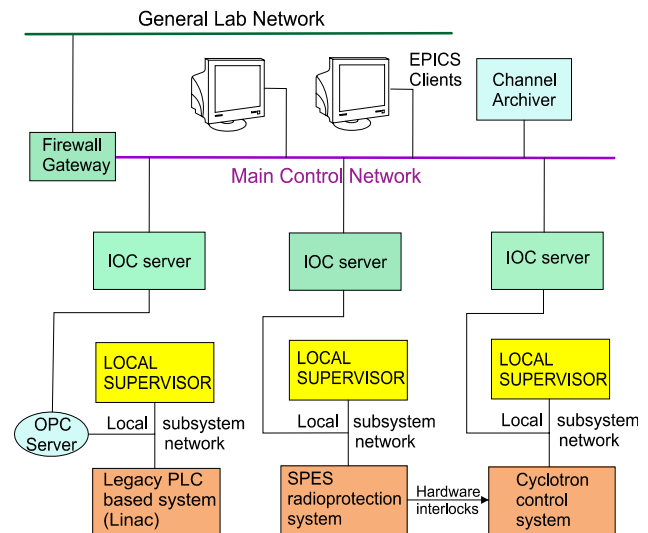 General Lab Network
EPICS
Clients
Channel
Archiver
Firewall
Gateway
Main Control Network
IOC server
IOC server
IOC server
LOCAL
SUPERVISOR
LOCAL
SUPERVISOR
LOCAL
SUPERVISOR
OPC
Server
Local subsystem
network
Local subsystem
network
Local subsystem
network
Legacy PLC
based system
(Linac)
SPES
radioprotection
system
Hardware
interlocks
Cyclotron
control
system